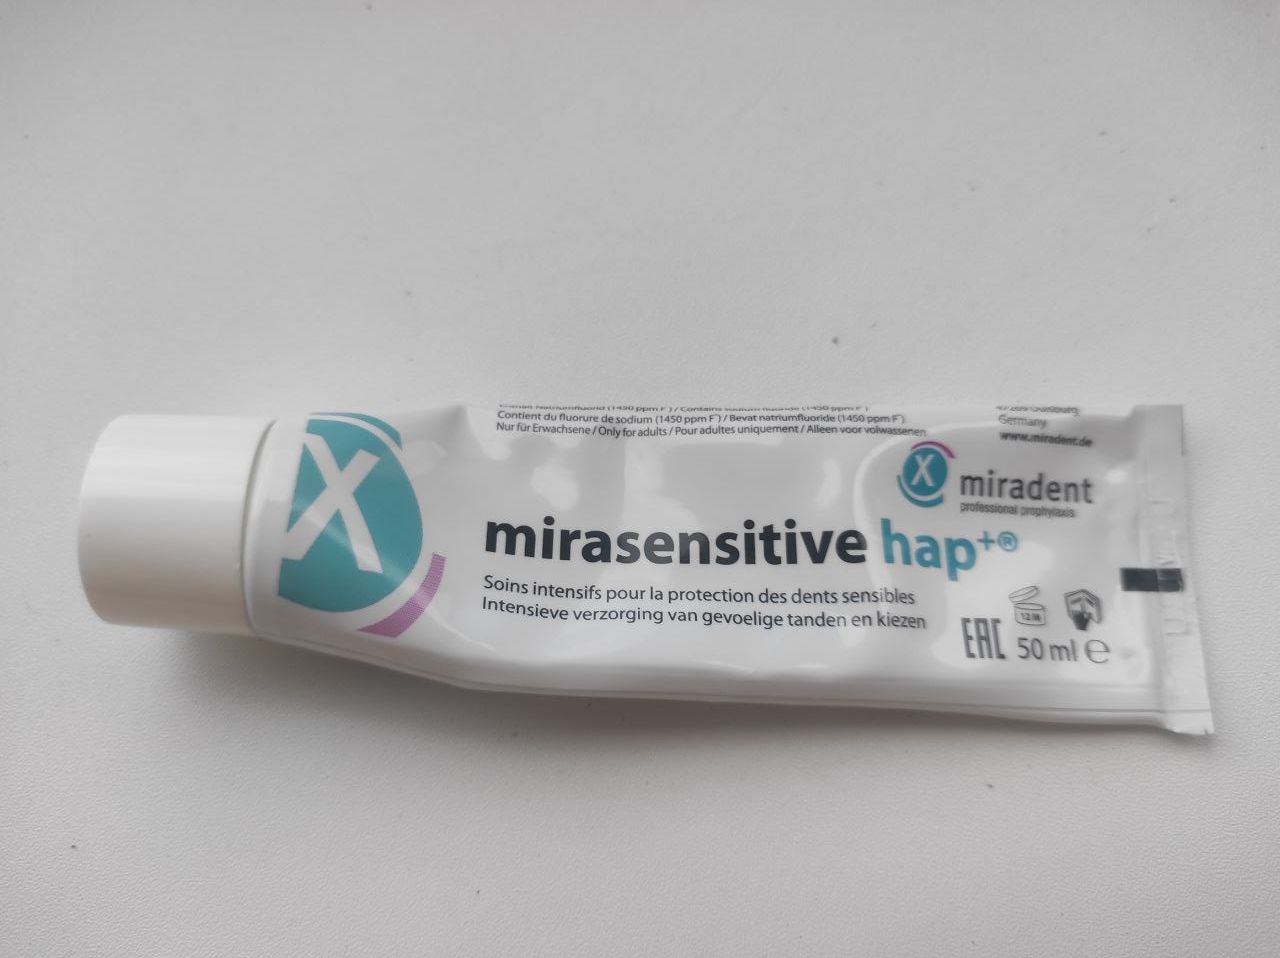 Contient du fluorure de sodium (1450 ppm F⁻) / Bevat natriumfluoride (1450 ppm F⁻)
Nur für Erwachsene / Only for adults / Pour adultes uniquement / Alleen voor volwassenen
Germany
www.miradent.de
X
X miradent
professional prophylaxis
mirasensitive hap+®
Soins intensifs pour la protection des dents sensibles
Intensieve verzorging van gevoelige tanden en kiezen
12 M
EAC 50 ml e